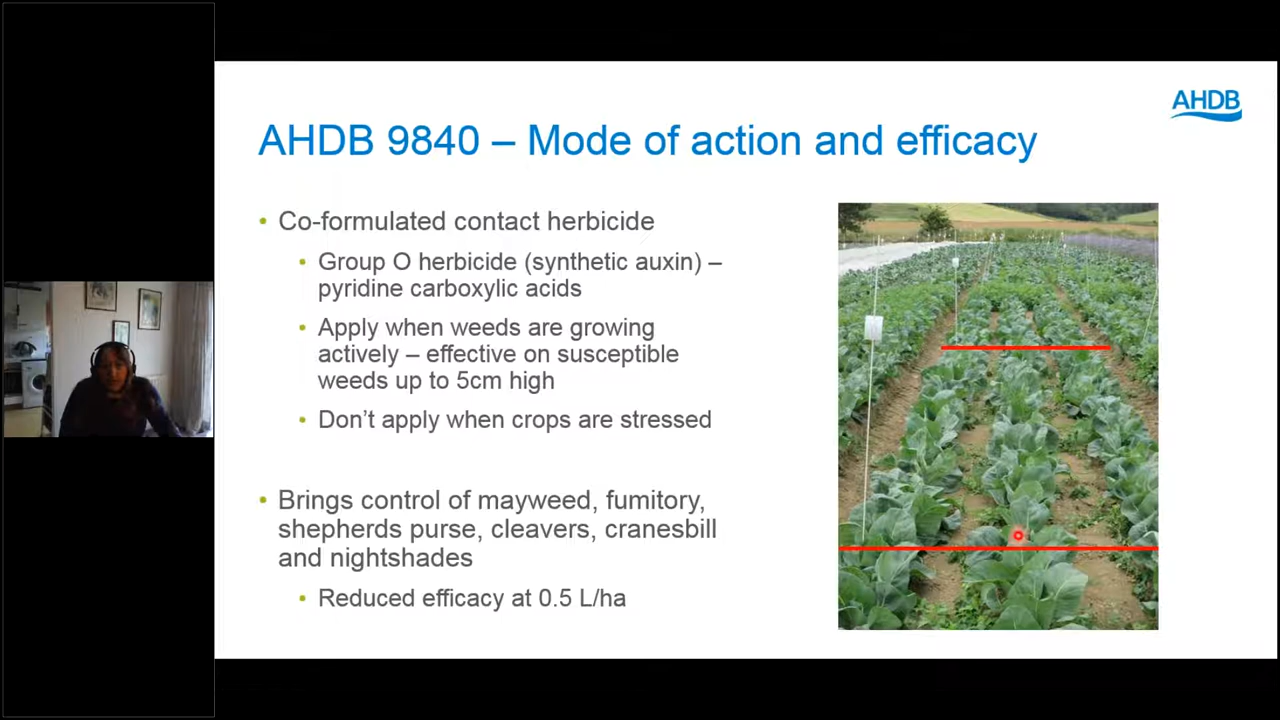 AHDB
AHDB 9840 – Mode of action and efficacy
• Co-formulated contact herbicide
• Group O herbicide (synthetic auxin) –
pyridine carboxylic acids
• Apply when weeds are growing
actively – effective on susceptible
weeds up to 5cm high
• Don’t apply when crops are stressed
• Brings control of mayweed, fumitory,
shepherds purse, cleavers, cranesbill
and nightshades
• Reduced efficacy at 0.5 L/ha